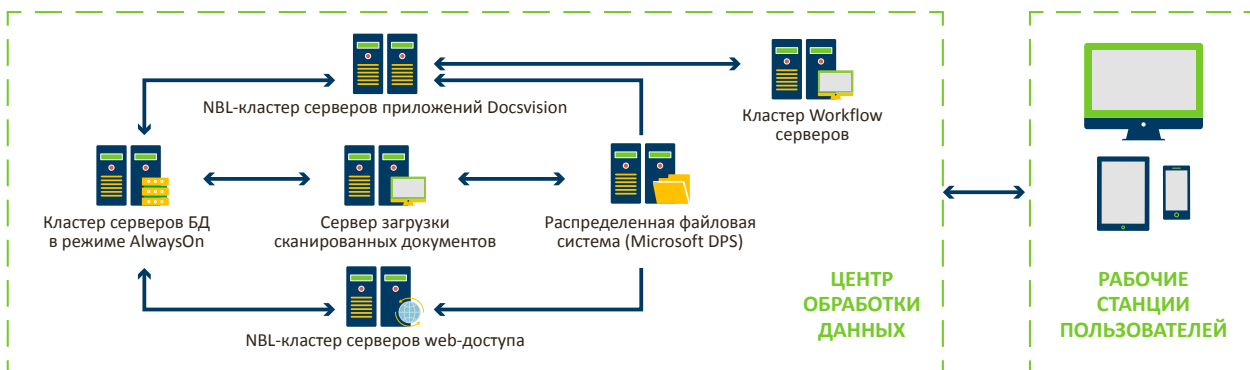 NBL-кластер серверов приложений Docsvision
Кластер Workflow
серверов
Кластер серверов БД
в режиме AlwaysOn
Сервер загрузки
сканированных документов
Распределенная файловая
система (Microsoft DPS)
NBL-кластер серверов web-доступа
ЦЕНТР
ОБРАБОТКИ
ДАННЫХ
РАБОЧИЕ
СТАНЦИИ
ПОЛЬЗОВАТЕЛЕЙ